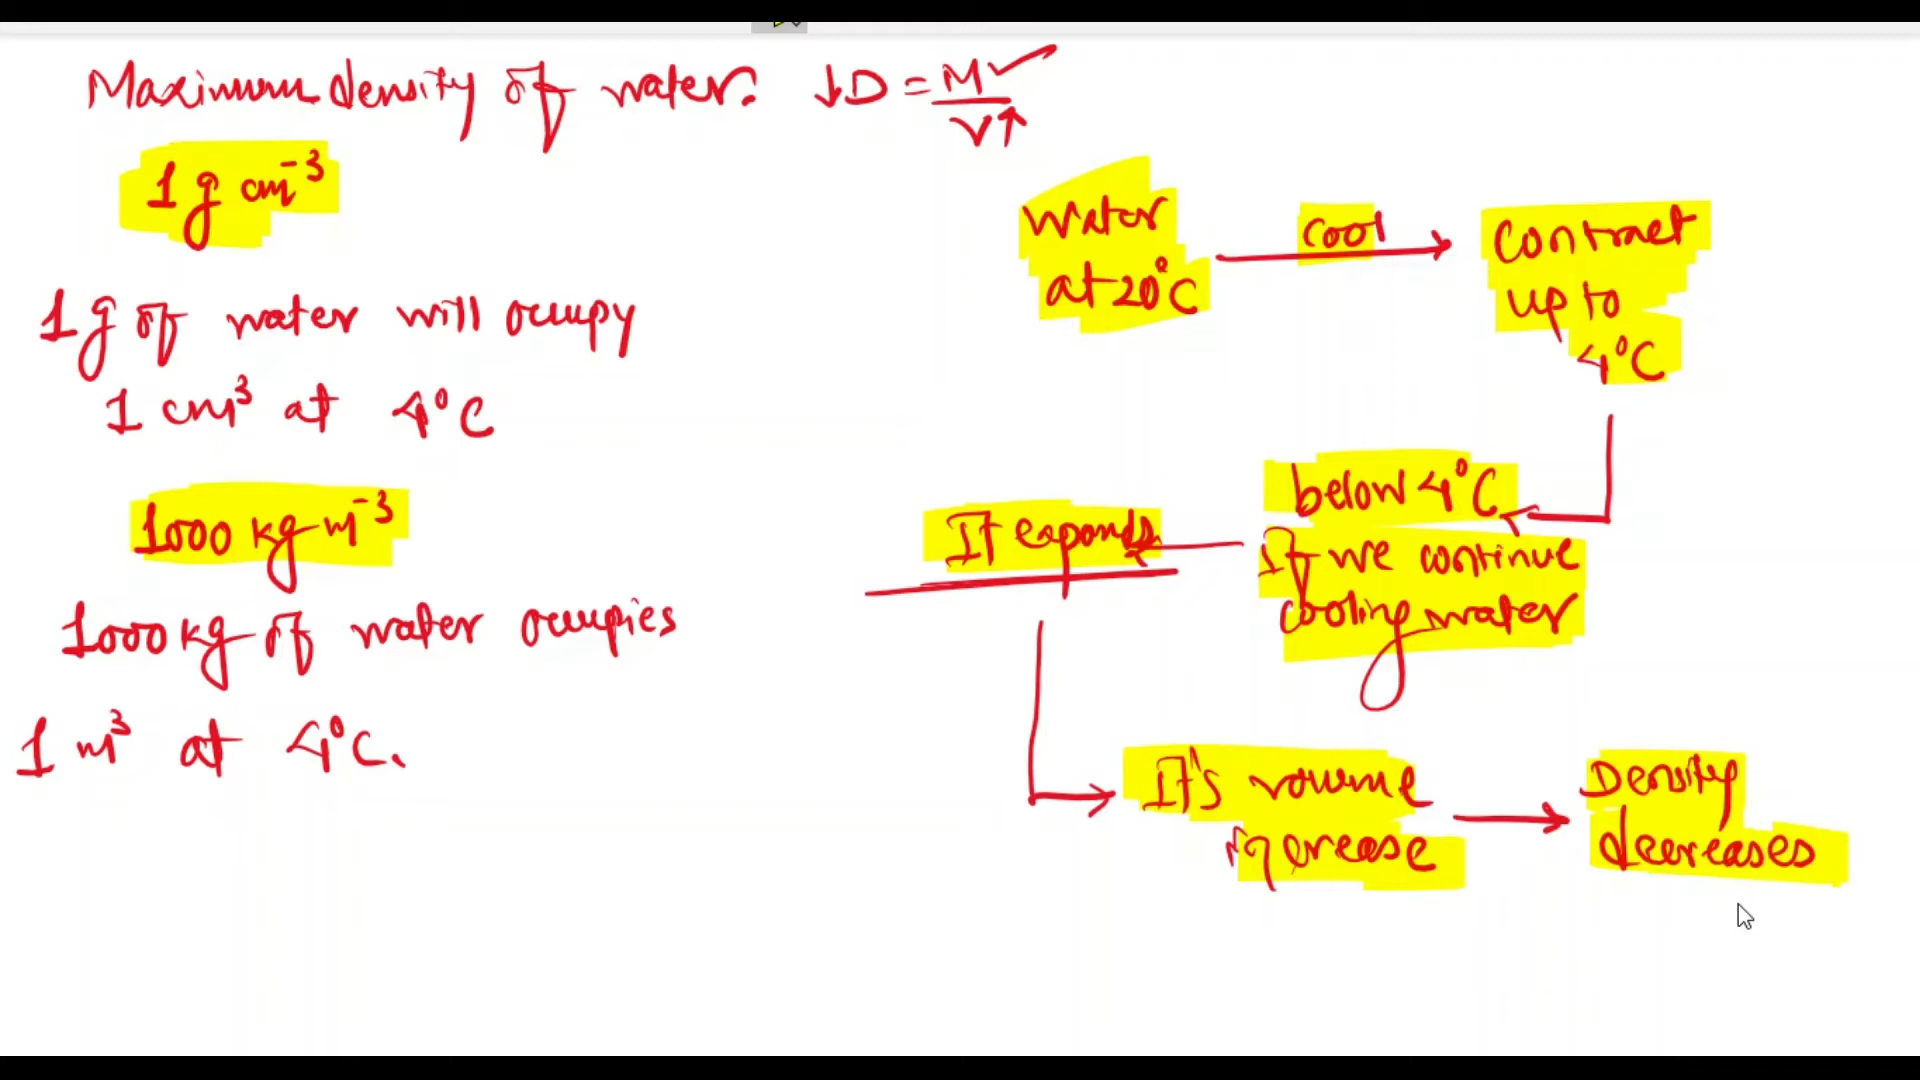 Maximum density of water. ↓D = M✓
V↑
1 g cm⁻³
1g of water will occupy
1 cm³ at 4°C
1000 kg m⁻³
1000 kg of water occupies
1 m³ at 4°C.
Water
at 20°C
cool
contract
up to
4°C
below 4°C
If we continue
cooling water
It expands
It's volume
increase
Density
decreases